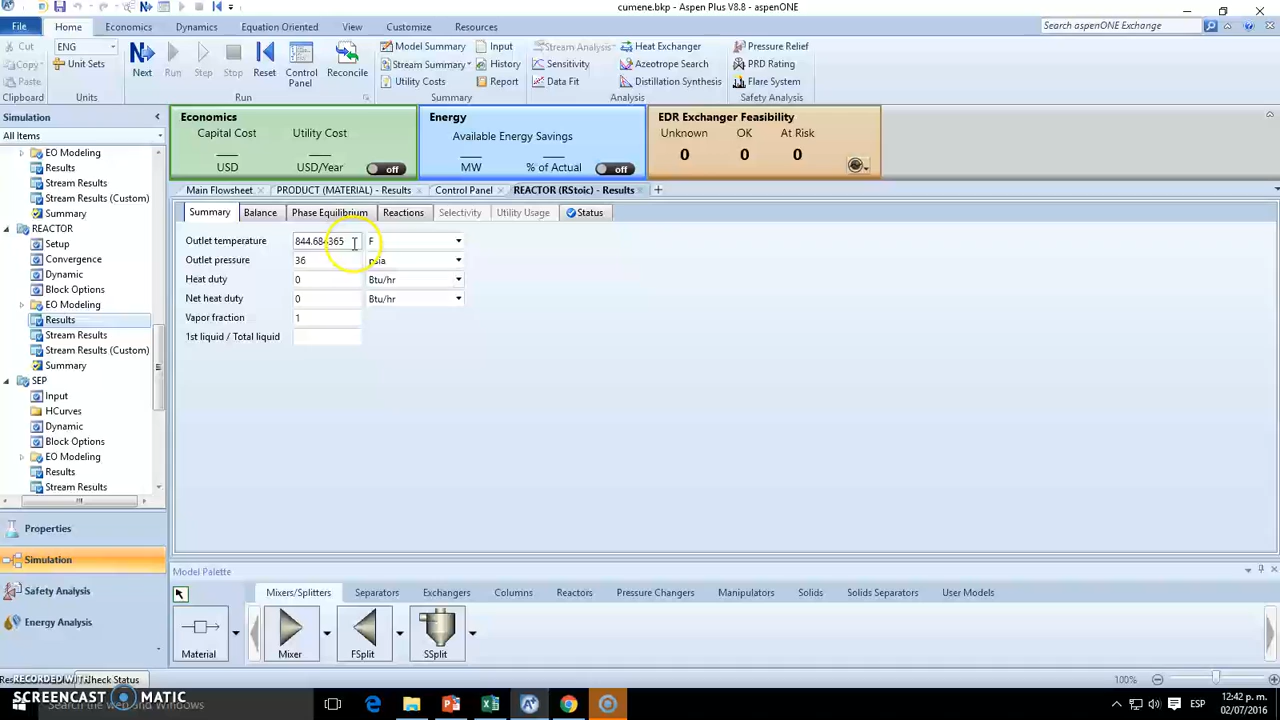 cumene.bkp - Aspen Plus V8.8 - aspenONE
File Home Economics Dynamics Equation Oriented View Customize Resources Search aspenONE Exchange
Cut ENG Model Summary Input Stream Analysis Heat Exchanger Pressure Relief
Copy Unit Sets Next Run Step Stop Reset Control Panel Reconcile Stream Summary History Sensitivity Azeotrope Search PRD Rating
Paste Utility Costs Report Data Fit Distillation Synthesis Flare System
Clipboard Units Run Summary Analysis Safety Analysis
Simulation
All Items
Economics Energy EDR Exchanger Feasibility
Capital Cost Utility Cost Available Energy Savings Unknown OK At Risk
USD USD/Year off MW % of Actual off 0 0 0
Main Flowsheet PRODUCT (MATERIAL) - Results Control Panel REACTOR (RStoic) - Results
Summary Balance Phase Equilibrium Reactions Selectivity Utility Usage Status
Outlet temperature 844.684365 F
Outlet pressure 36 psia
Heat duty 0 Btu/hr
Net heat duty 0 Btu/hr
Vapor fraction 1
1st liquid / Total liquid
EO Modeling
Results
Stream Results
Stream Results (Custom)
Summary
REACTOR
Setup
Convergence
Dynamic
Block Options
EO Modeling
Results
Stream Results
Stream Results (Custom)
Summary
SEP
Input
HCurves
Dynamic
Block Options
EO Modeling
Results
Stream Results
Properties
Simulation
Safety Analysis
Energy Analysis
Model Palette
Mixers/Splitters Separators Exchangers Columns Reactors Pressure Changers Manipulators Solids Solids Separators User Models
Material Mixer FSplit SSplit
RECORDED WITH Check Status 100%
SCREENCAST MATIC
Search the web and Windows
ESP
12:42 p. m.
02/07/2016